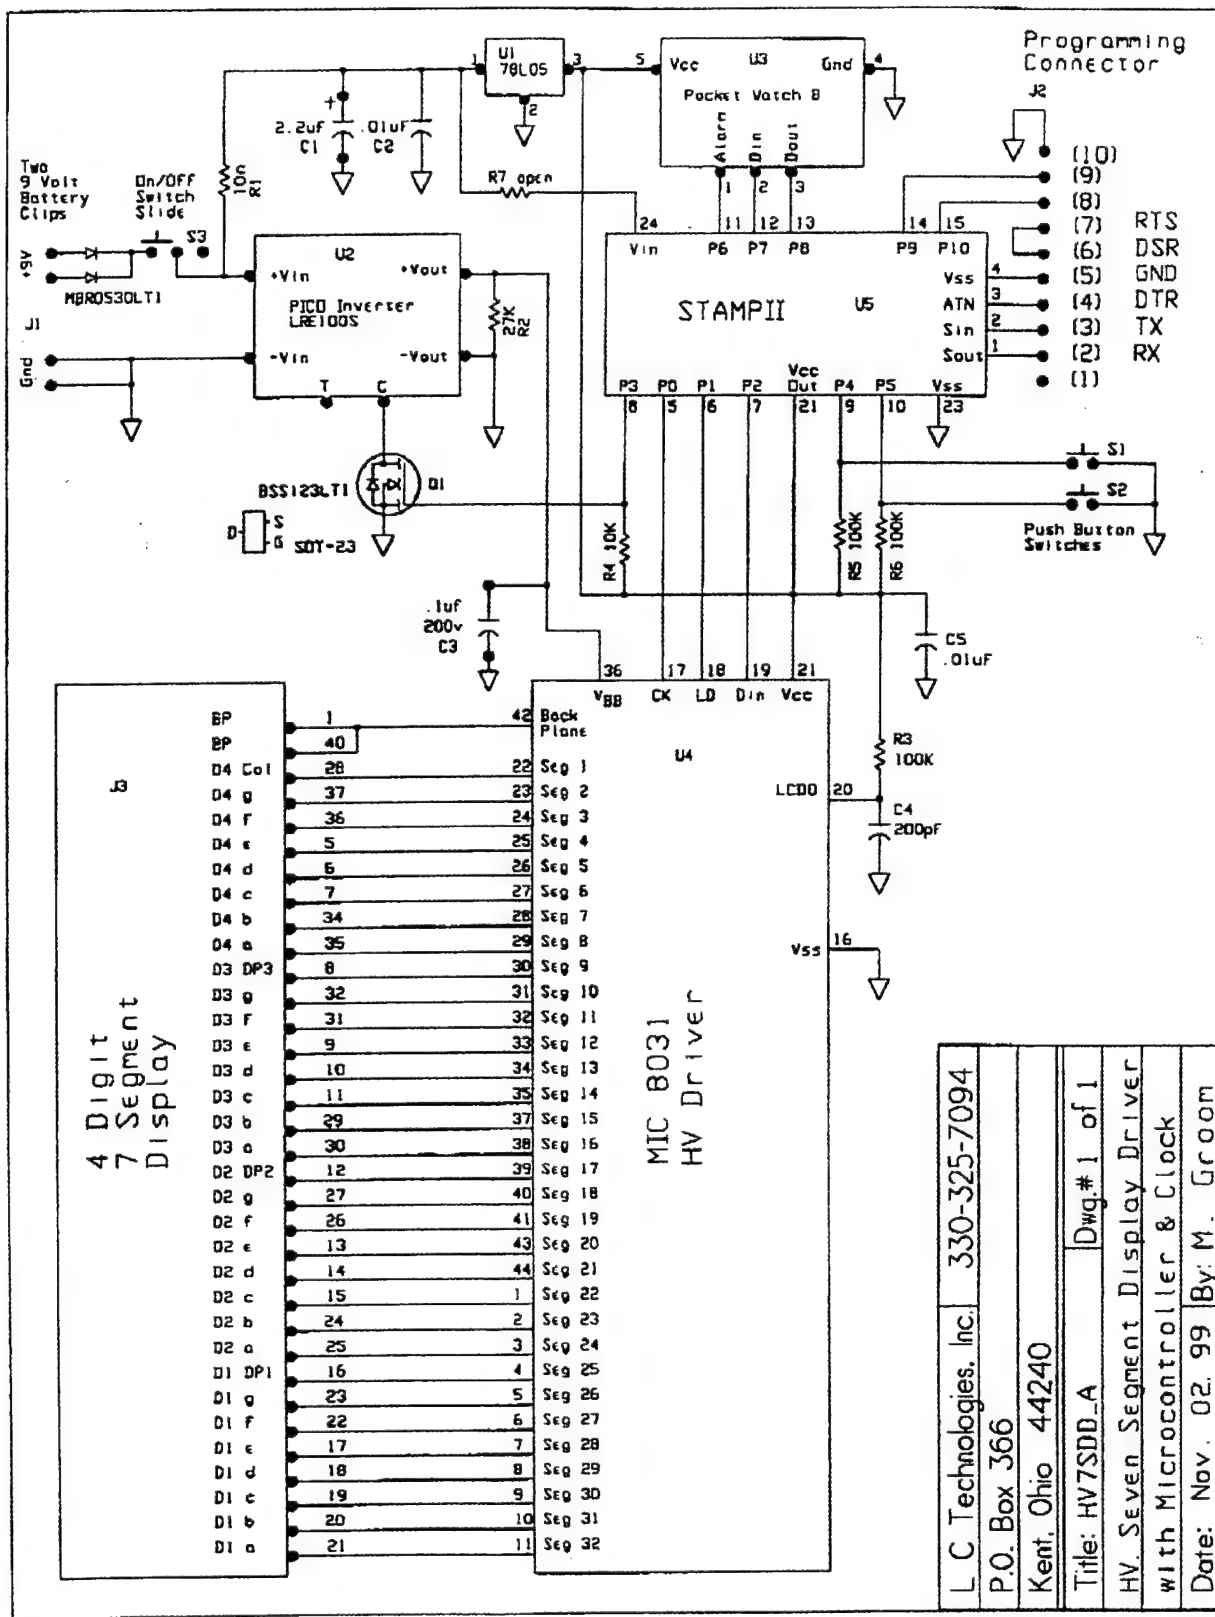 Programming
Connector
J2
(10)
(9)
(8)
(7) RTS
(6) DSR
(5) GND
(4) DTR
(3) TX
(2) RX
(1)
1 U1 3
78L05
2
5 Vcc U3 Gnd 4
Pocket Watch B
Alarm Din Dout
1 2 3
+
2.2uf
C1
.01uF
C2
R7 open
10n
R1
Two
9 Volt
Battery
Clips
On/Off
Switch
Slide
S3
+9V
MBR0530LT1
J1
Gnd
U2
+Vin +Vout
PICO Inverter
LRE100S
-Vin -Vout
T C
27K
R2
24 11 12 13 14 15
Vin P6 P7 P8 P9 P10
STAMPII U5
Vss 4
ATN 3
Sin 2
Sout 1
P3 P0 P1 P2 Vcc Out P4 P5 Vss
8 5 6 7 21 9 10 23
S1
S2
Push Button
Switches
BSS123LT1
Q1
D S
G SOT-23
R4 10K
R5 100K
R6 100K
.1uf
200v
C3
C5
.01uF
36 17 18 19 21
VBB CK LD Din Vcc
U4
R3
100K
LCDO 20
C4
200pF
Vss 16
MIC 8031
HV Driver
J3
4 Digit
7 Segment
Display
BP 1 42 Back Plane
BP 40
D4 Col 28 22 Seg 1
D4 g 37 23 Seg 2
D4 f 36 24 Seg 3
D4 e 5 25 Seg 4
D4 d 6 26 Seg 5
D4 c 7 27 Seg 6
D4 b 34 28 Seg 7
D4 a 35 29 Seg 8
D3 DP3 8 30 Seg 9
D3 g 32 31 Seg 10
D3 f 31 32 Seg 11
D3 e 9 33 Seg 12
D3 d 10 34 Seg 13
D3 c 11 35 Seg 14
D3 b 29 37 Seg 15
D3 a 30 38 Seg 16
D2 DP2 12 39 Seg 17
D2 g 27 40 Seg 18
D2 f 26 41 Seg 19
D2 e 13 43 Seg 20
D2 d 14 44 Seg 21
D2 c 15 1 Seg 22
D2 b 24 2 Seg 23
D2 a 25 3 Seg 24
D1 DP1 16 4 Seg 25
D1 g 23 5 Seg 26
D1 f 22 6 Seg 27
D1 e 17 7 Seg 28
D1 d 18 8 Seg 29
D1 c 19 9 Seg 30
D1 b 20 10 Seg 31
D1 a 21 11 Seg 32
L C Technologies, Inc. 330-325-7094
P.O. Box 366
Kent, Ohio 44240
Title: HV7SDD_A Dwg.# 1 of 1
HV. Seven Segment Display Driver
with Microcontroller & Clock
Date: Nov. 02. 99 By: M. Groom